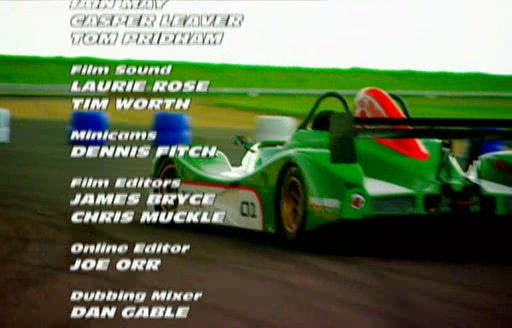 IAIN MAY
CASPER LEAVER
TOM PRIDHAM
Film Sound
LAURIE ROSE
TIM WORTH
Minicams
DENNIS FITCH
Film Editors
JAMES BRYCE
CHRIS MUCKLE
Online Editor
JOE ORR
Dubbing Mixer
DAN GABLE
01